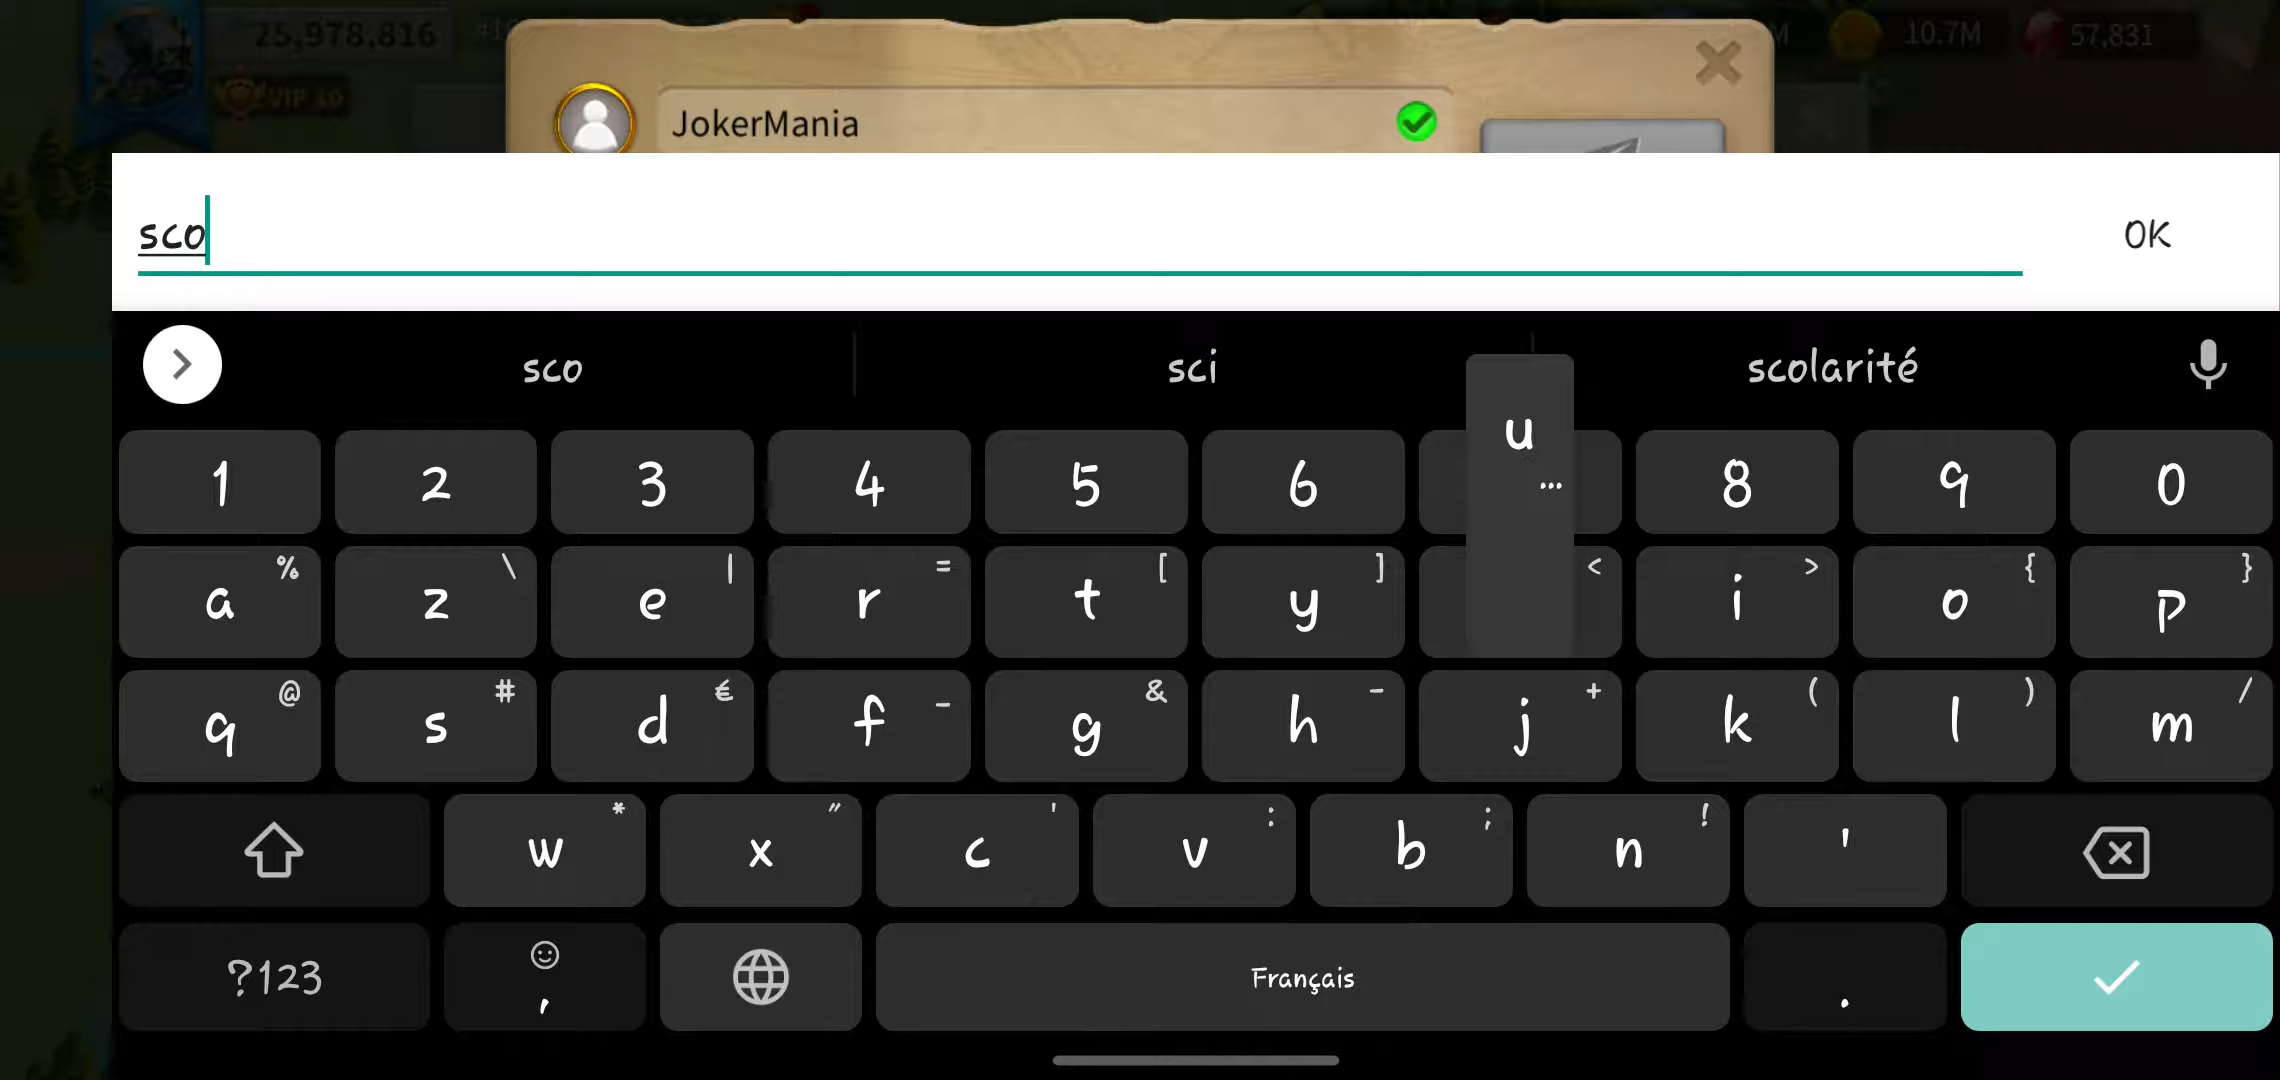 25,978,816 #1
VIP 10
M 10.7M 57,831
JokerMania
sco OK
sco sci scolarité
1 2 3 4 5 6 8 9 0
u ...
a % z \ e | r = t [ y ] < i > o { p }
q @ s # d € f _ g & h - j + k ( l ) m /
w * x " c ' v : b ; n ! '
?123 , Français .